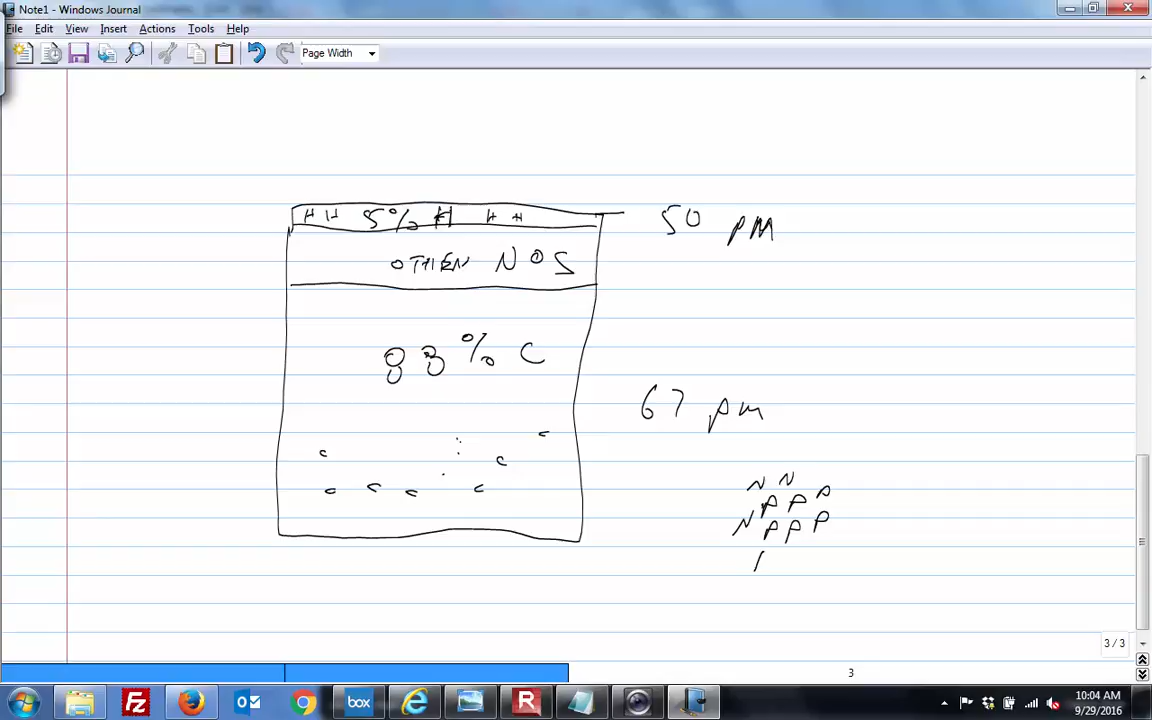 Note1 - Windows Journal
File Edit View Insert Actions Tools Help
Page Width
H H 5% H H H
50 pm
OTHER NOS
83% C
67 pm
c
c c
c c c c
N N
P P P
N P P P
3 / 3
3
10:04 AM
9/29/2016